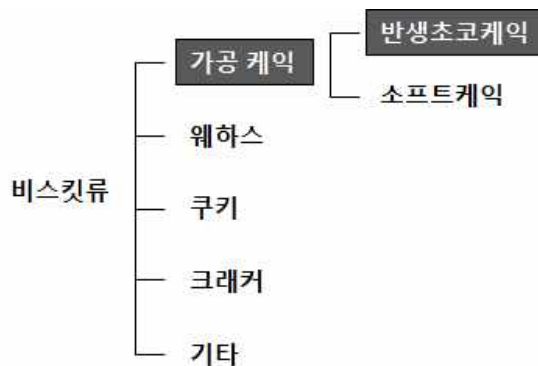 반생초코케익
가공 케익
소프트케익
웨하스
비스킷류
쿠키
크래커
기타